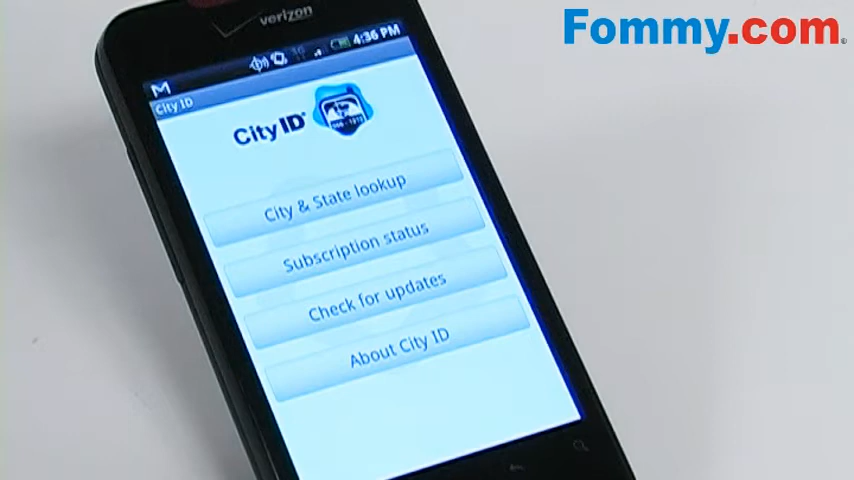 Fommy.com
verizon
4:36 PM
City ID
City ID
City & State lookup
Subscription status
Check for updates
About City ID